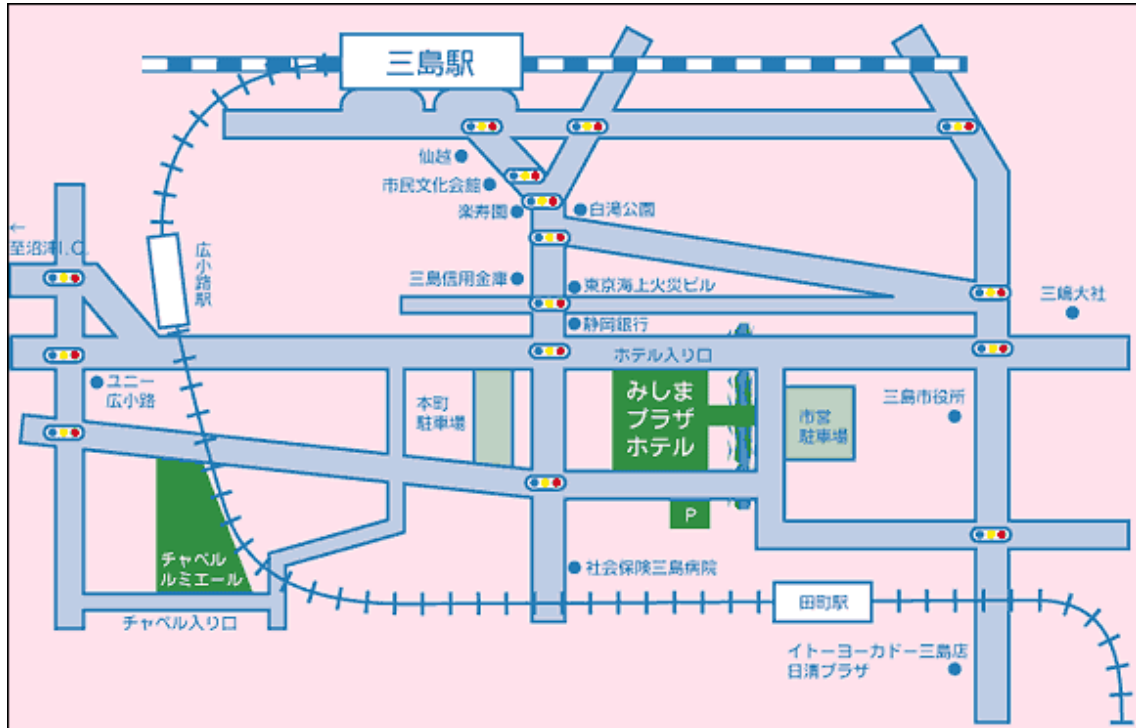 三島駅
仙越
市民文化会館
楽寿園
白滝公園
←
至沼津I.C.
広小路駅
三島信用金庫
東京海上火災ビル
三嶋大社
静岡銀行
ホテル入り口
ユニー
広小路
本町
駐車場
みしま
プラザ
ホテル
市営
駐車場
三島市役所
P
チャペル
ルミエール
社会保険三島病院
田町駅
チャペル入り口
イトーヨーカドー三島店
日清プラザ